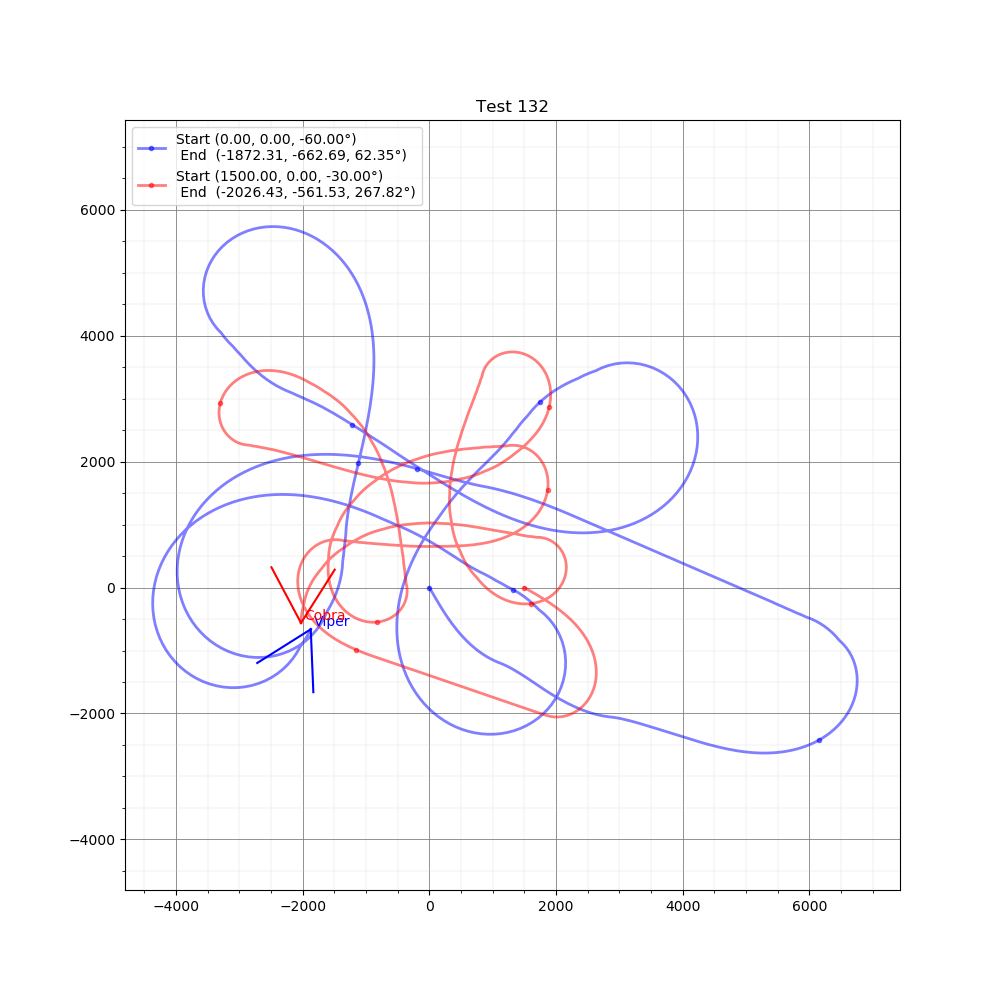 Test 132
Start (0.00, 0.00, -60.00°)
End  (-1872.31, -662.69, 62.35°)
Start (1500.00, 0.00, -30.00°)
End  (-2026.43, -561.53, 267.82°)
6000
4000
2000
0
−2000
−4000
Cobra
Viper
−4000
−2000
0
2000
4000
6000